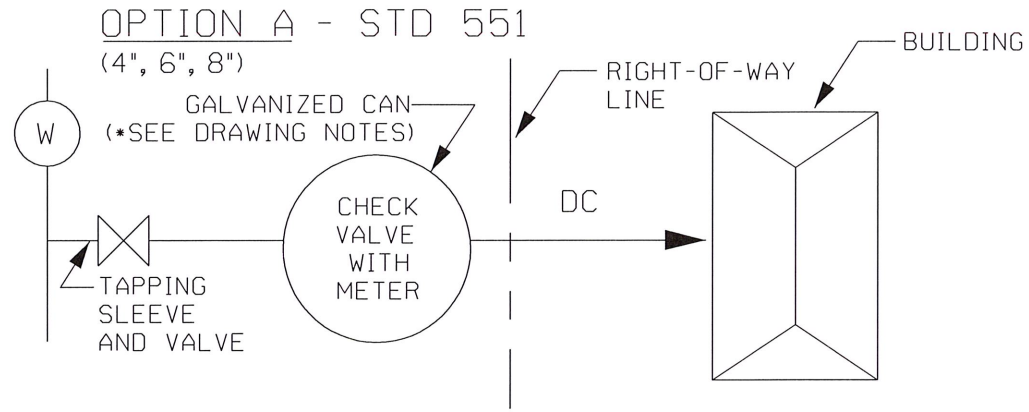 OPTION A - STD 551
(4", 6", 8")
BUILDING
RIGHT-OF-WAY
LINE
GALVANIZED CAN
(*SEE DRAWING NOTES)
W
CHECK
VALVE
WITH
METER
DC
TAPPING
SLEEVE
AND VALVE